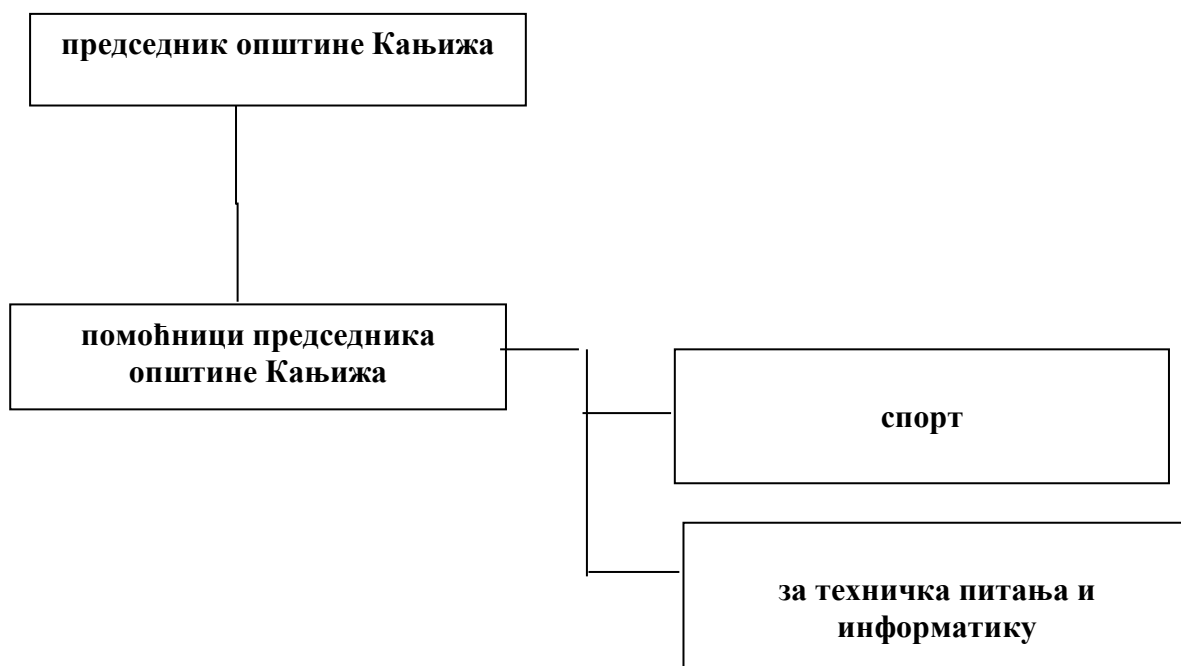 председник општине Кањижа
помоћници председника
општине Кањижа
спорт
за техничка питања и
информатику